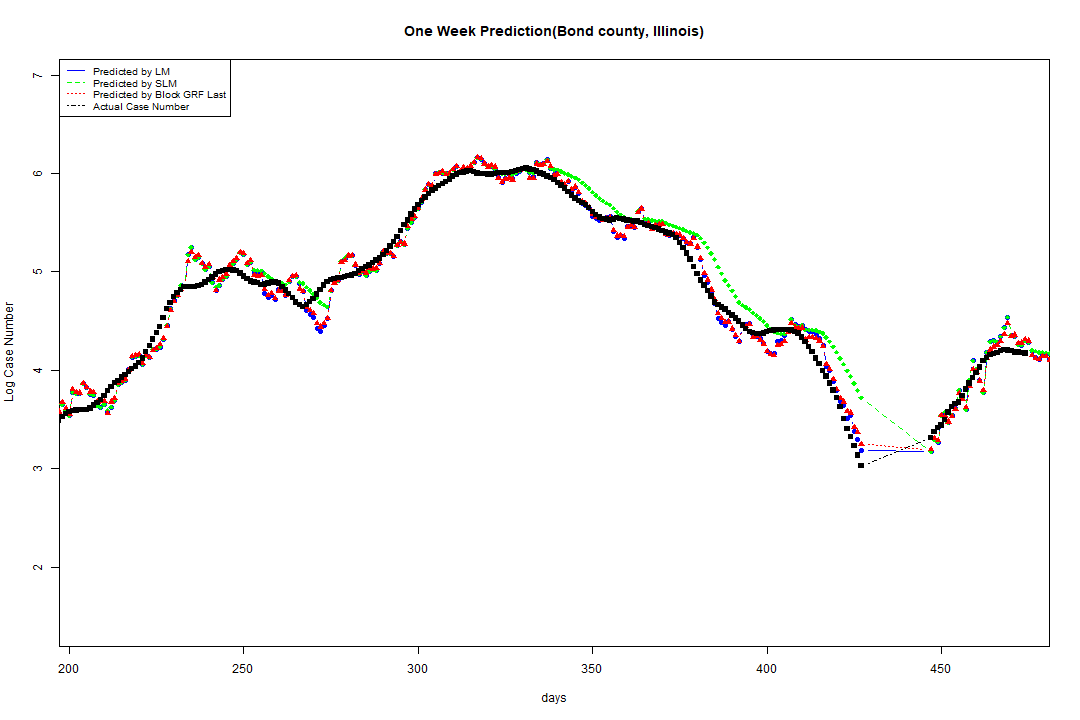 One Week Prediction(Bond county, Illinois)
Predicted by LM
Predicted by SLM
Predicted by Block GRF Last
Actual Case Number
7
6
5
4
3
2
Log Case Number
200 250 300 350 400 450
days